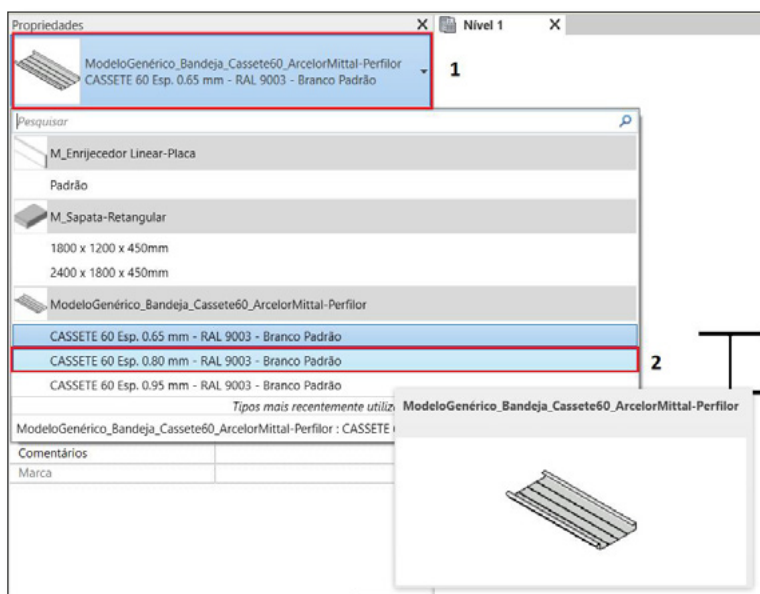 Propriedades
Nível 1
ModeloGenérico_Bandeja_Cassete60_ArcelorMittal-Perfilor
CASSETE 60 Esp. 0.65 mm - RAL 9003 - Branco Padrão
1
Pesquisar
M_Enrijecedor Linear-Placa
Padrão
M_Sapata-Retangular
1800 x 1200 x 450mm
2400 x 1800 x 450mm
ModeloGenérico_Bandeja_Cassete60_ArcelorMittal-Perfilor
CASSETE 60 Esp. 0.65 mm - RAL 9003 - Branco Padrão
CASSETE 60 Esp. 0.80 mm - RAL 9003 - Branco Padrão
2
CASSETE 60 Esp. 0.95 mm - RAL 9003 - Branco Padrão
Tipos mais recentemente
ModeloGenérico_Bandeja_Cassete60_ArcelorMittal-Perfilor
ModeloGenérico_Bandeja_Cassete60_ArcelorMittal-Perfilor : CASSETE
Comentários
Marca